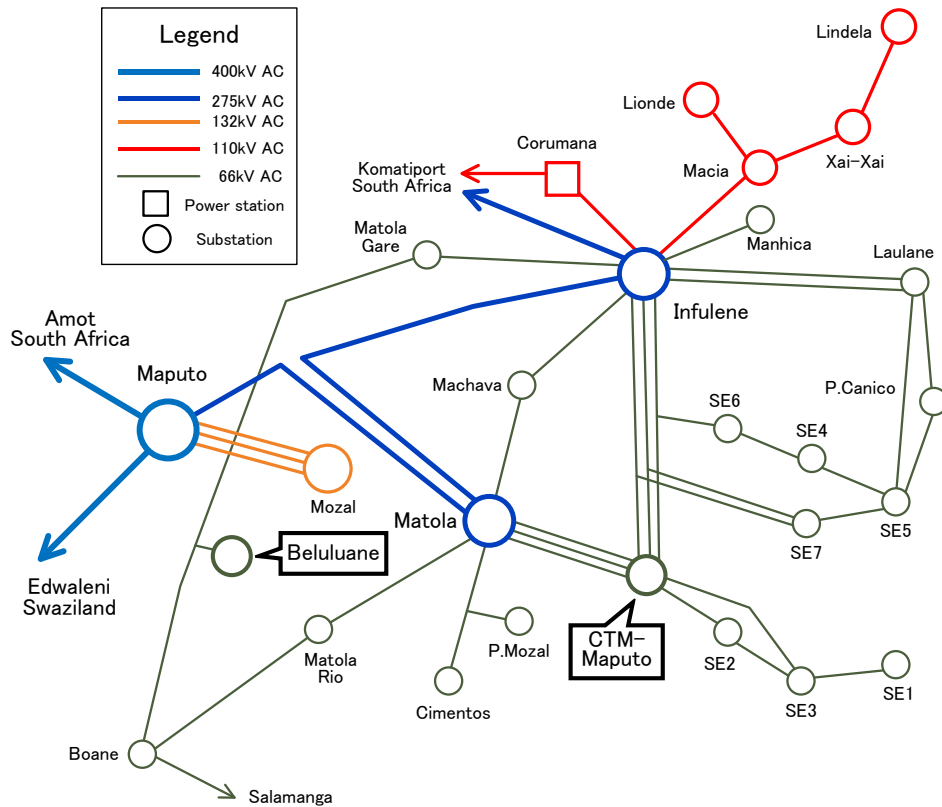 Legend
400kV AC
275kV AC
132kV AC
110kV AC
66kV AC
Power station
Substation
Lindela
Lionde
Xai-Xai
Macia
Corumana
Komatiport
South Africa
Matola
Gare
Manhica
Laulane
Infulene
Amot
South Africa
Maputo
Machava
P.Canico
SE6
SE4
Mozal
Matola
SE5
SE7
Beluluane
Edwaleni
Swaziland
CTM-
Maputo
Matola
Rio
P.Mozal
SE2
SE1
SE3
Cimentos
Boane
Salamanga